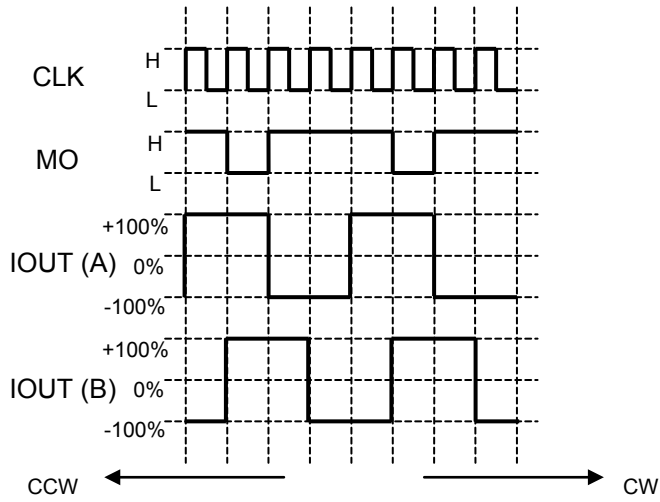 H
CLK
L
H
MO
L
+100%
IOUT (A) 0%
-100%
+100%
IOUT (B) 0%
-100%
CCW CW